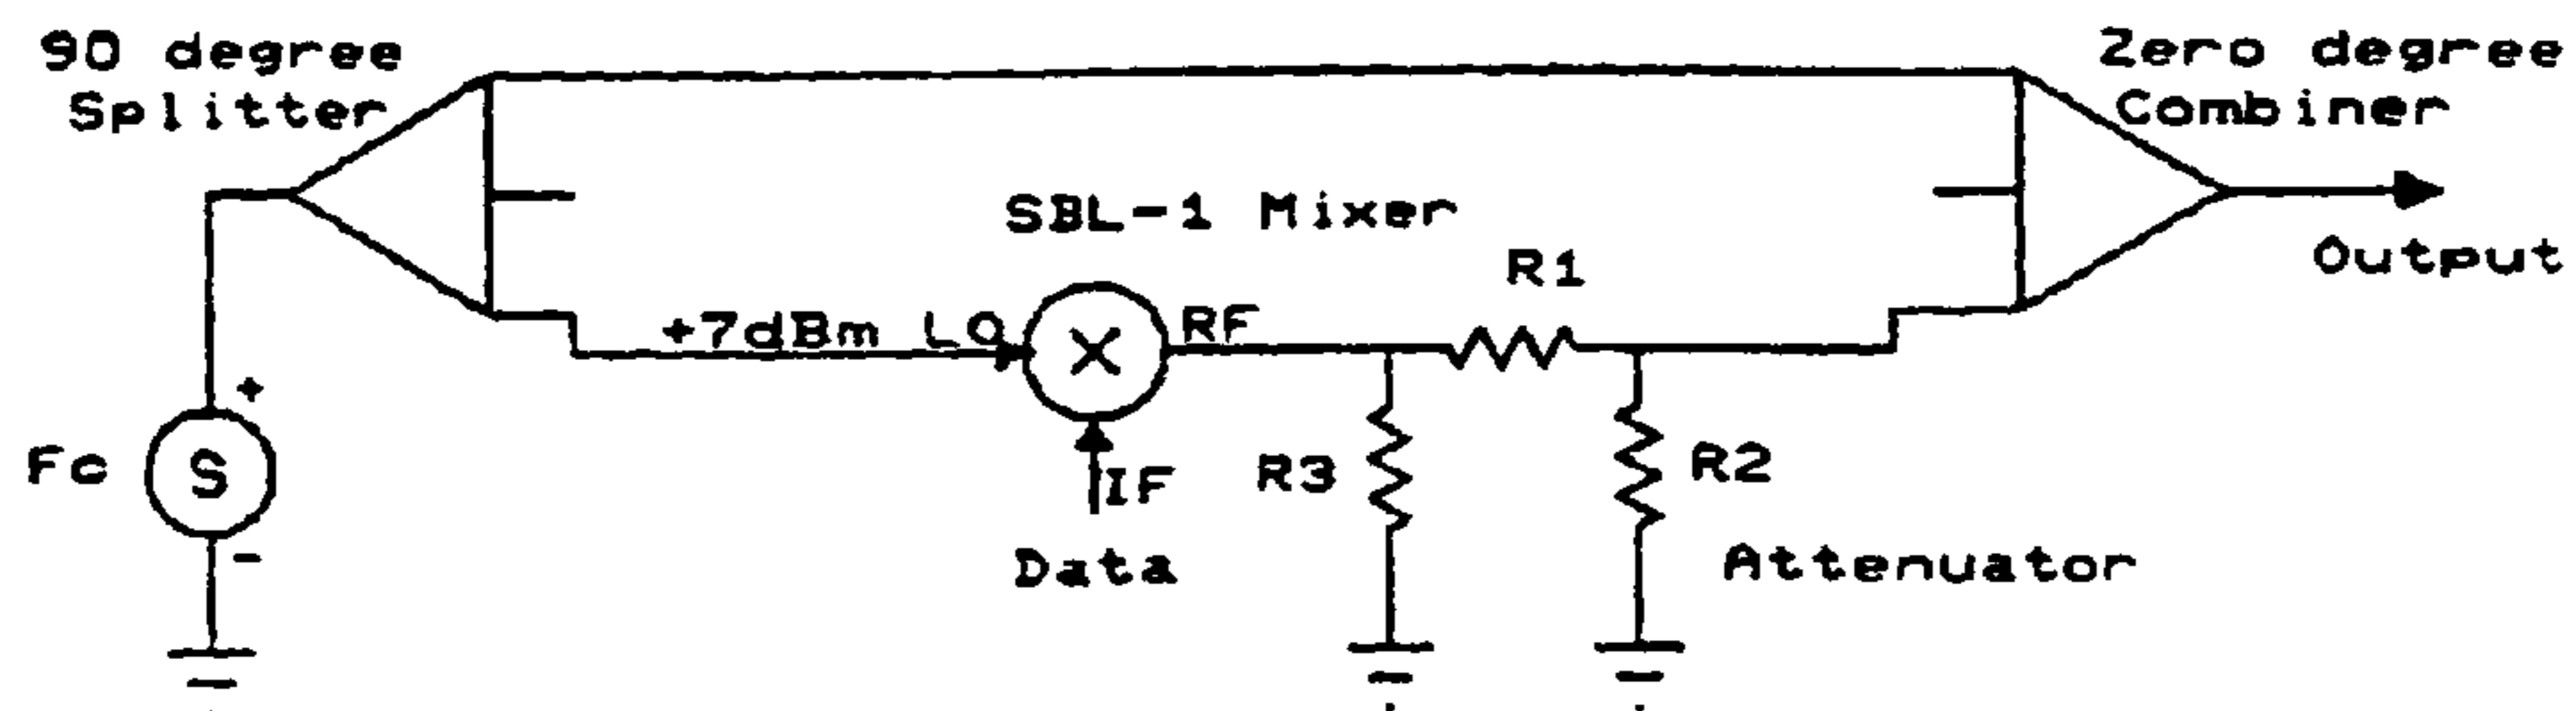 90 degree
Splitter
Zero degree
Combiner
SBL-1 Mixer
R1
Output
+7dBm LO
RF
+
Fc
S
-
X
IF
Data
R3
R2
Attenuator